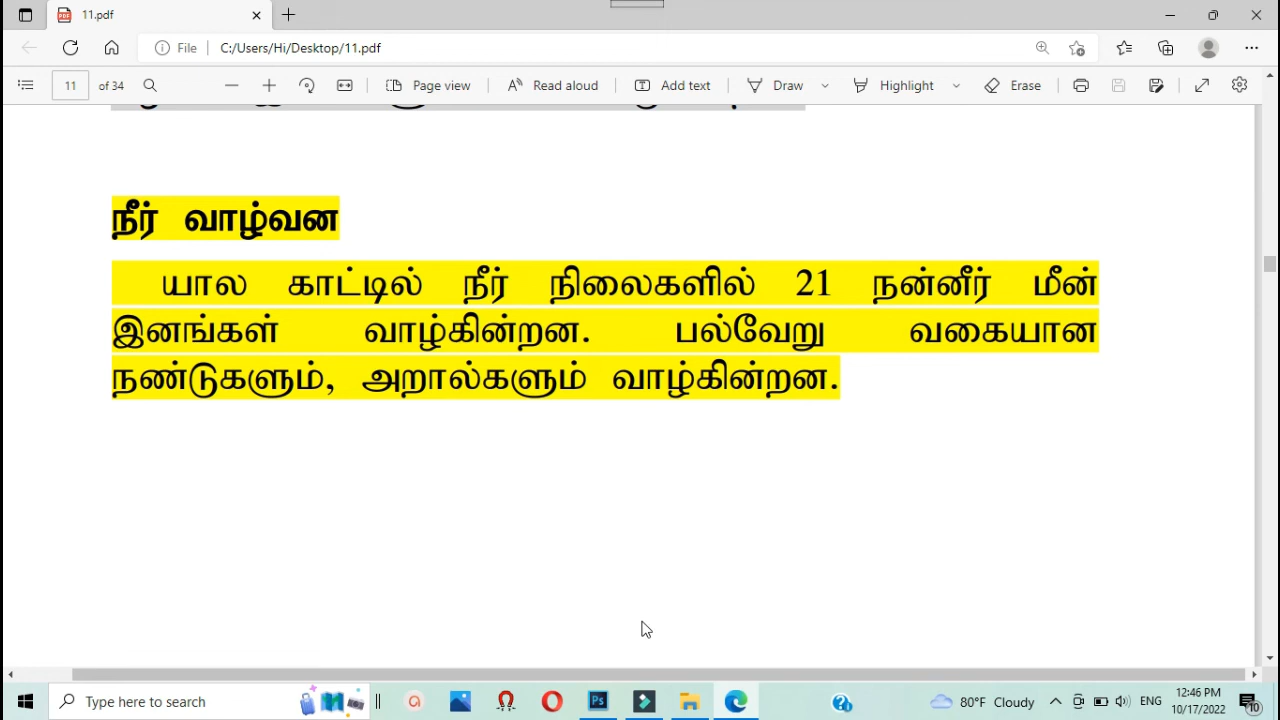 11.pdf
File C:/Users/Hi/Desktop/11.pdf
11 of 34 Page view Read aloud Add text Draw Highlight Erase
நீர் வாழ்வன
யால காட்டில் நீர் நிலைகளில் 21 நன்னீர் மீன்
இனங்கள் வாழ்கின்றன. பல்வேறு வகையான
நண்டுகளும், அறால்களும் வாழ்கின்றன.
Type here to search Ps 80°F Cloudy ENG 12:46 PM
10/17/2022 10